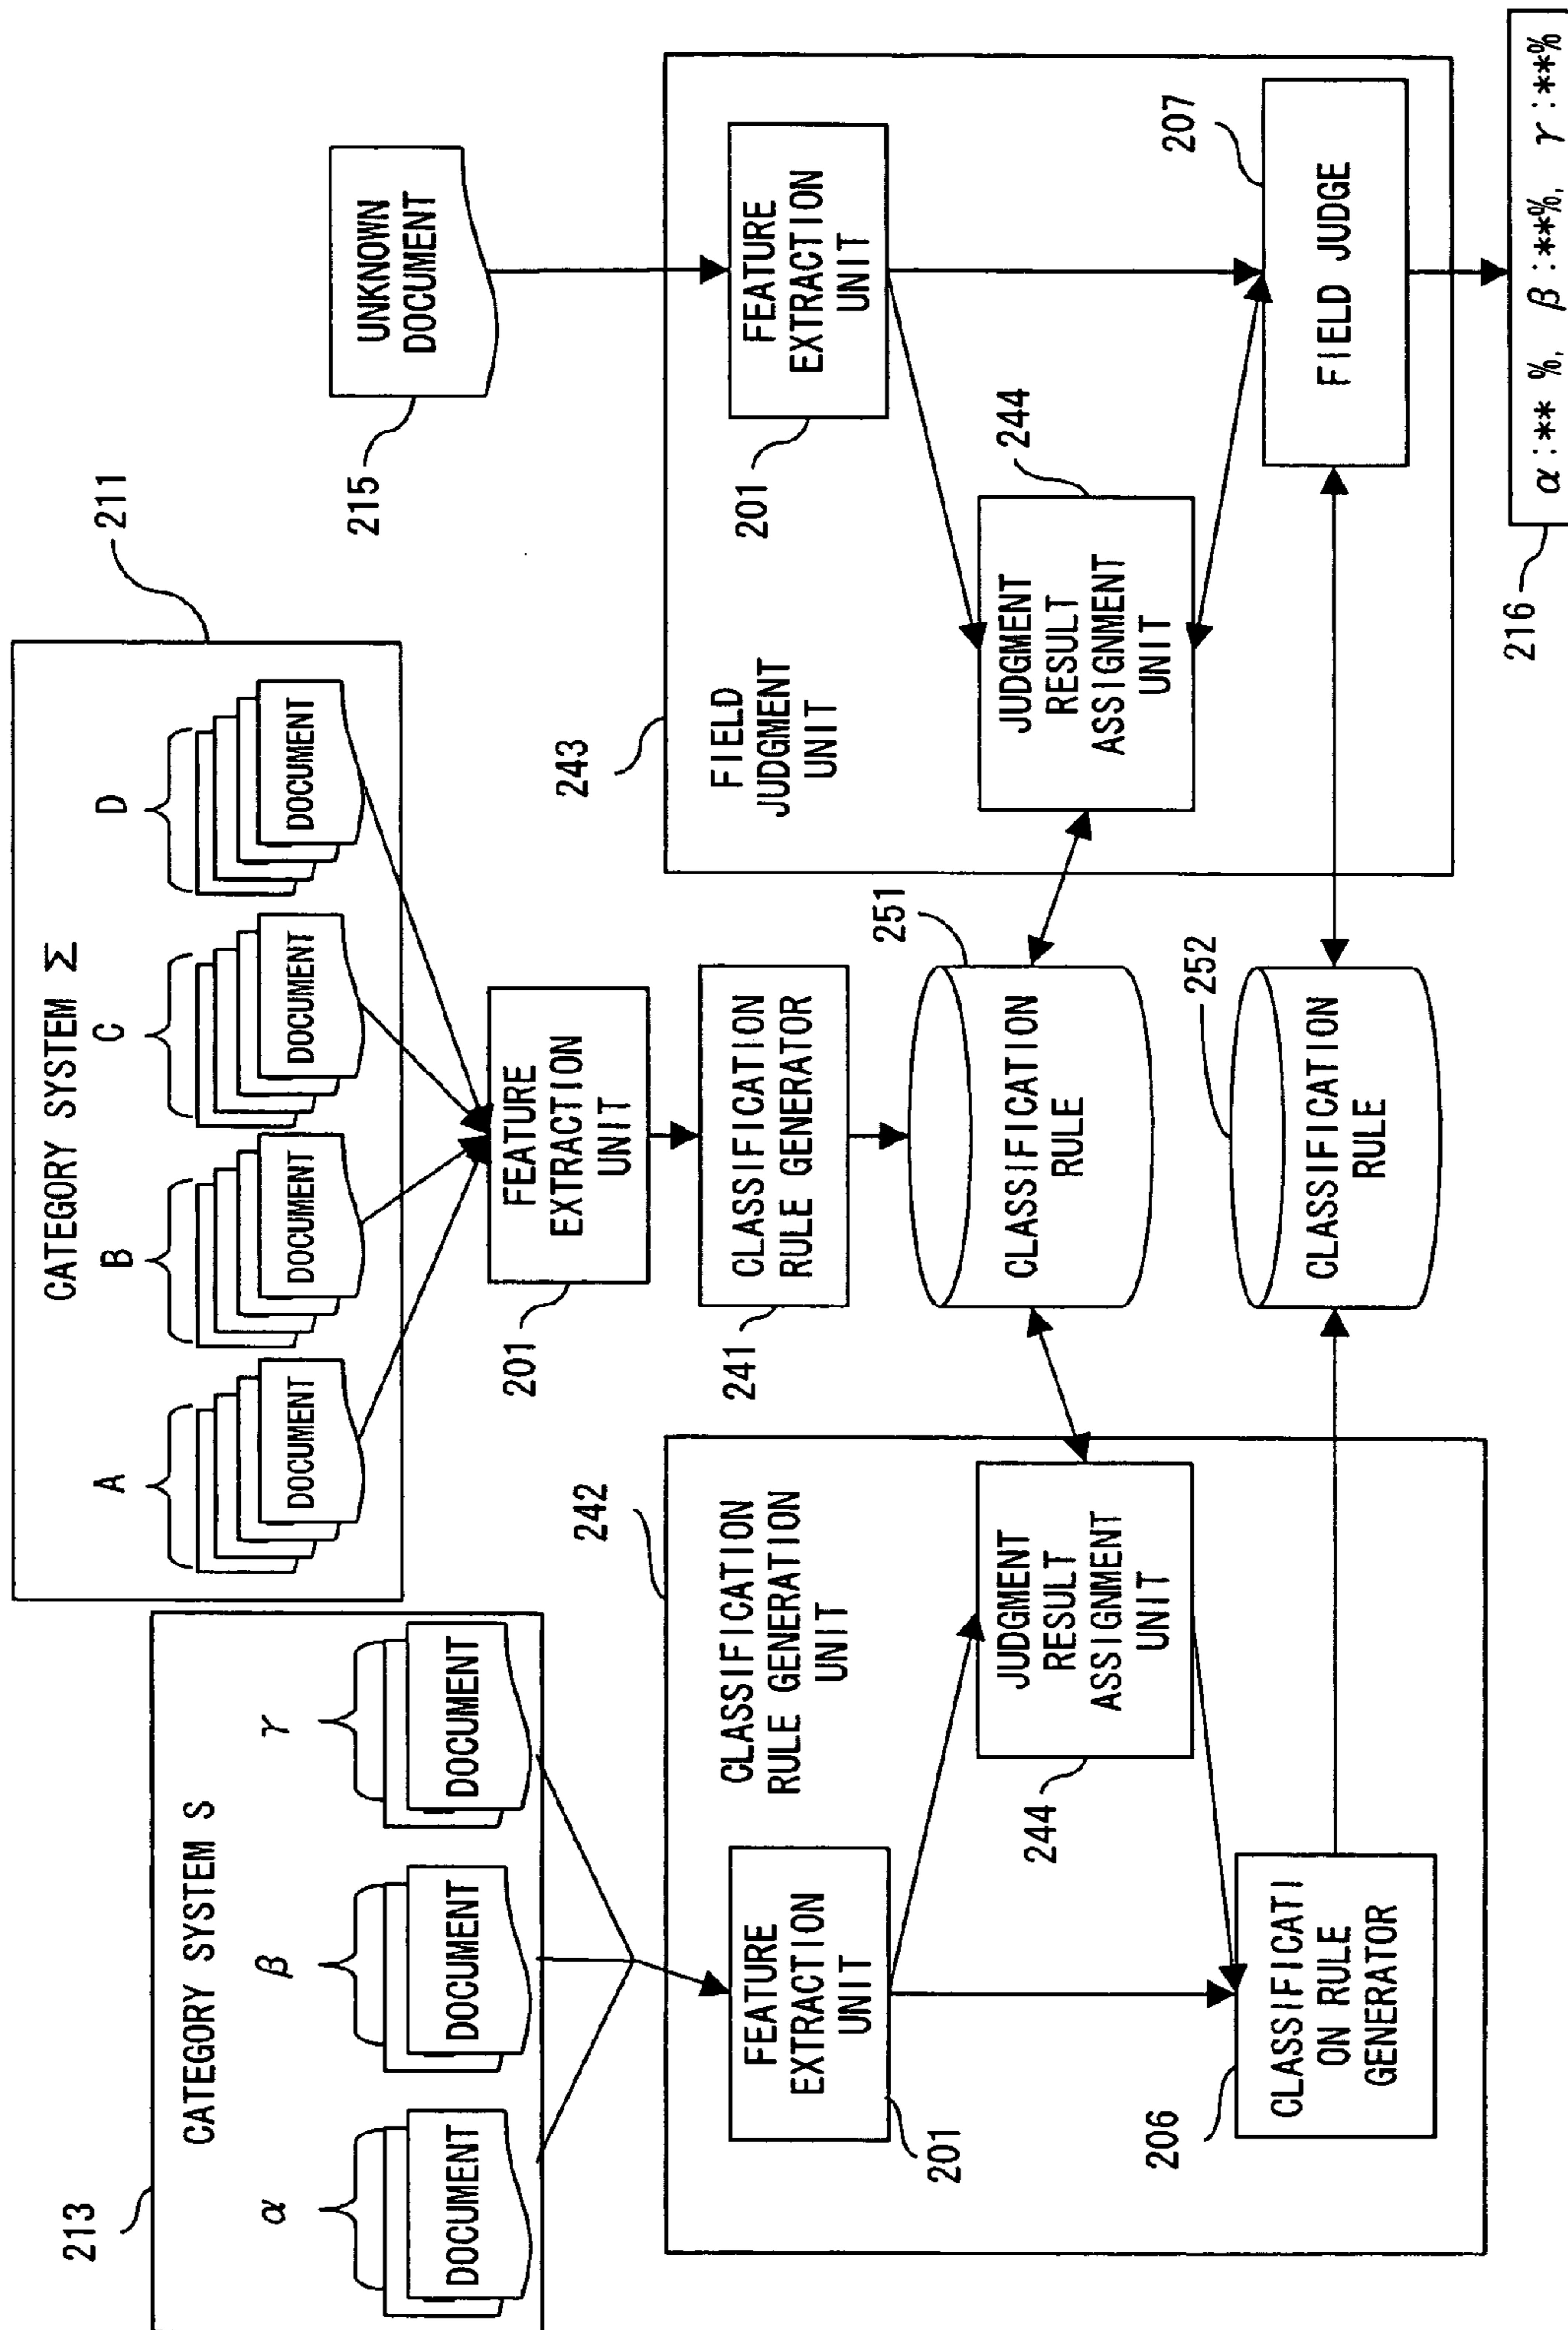 213
CATEGORY SYSTEM S
α
β
γ
DOCUMENT
DOCUMENT
DOCUMENT
CATEGORY SYSTEM Σ
211
A
B
C
D
DOCUMENT
DOCUMENT
DOCUMENT
DOCUMENT
UNKNOWN
DOCUMENT
215
242
CLASSIFICATION
RULE GENERATION
UNIT
FEATURE
EXTRACTION
UNIT
201
JUDGMENT
RESULT
ASSIGNMENT
UNIT
244
206
CLASSIFICATI
ON RULE
GENERATOR
FEATURE
EXTRACTION
UNIT
201
CLASSIFICATION
RULE GENERATOR
241
251
CLASSIFICATION
RULE
252
CLASSIFICATION
RULE
243
FIELD
JUDGMENT
UNIT
FEATURE
EXTRACTION
UNIT
201
JUDGMENT
RESULT
ASSIGNMENT
UNIT
244
207
FIELD JUDGE
216
α:** %, β:**%, γ:**%